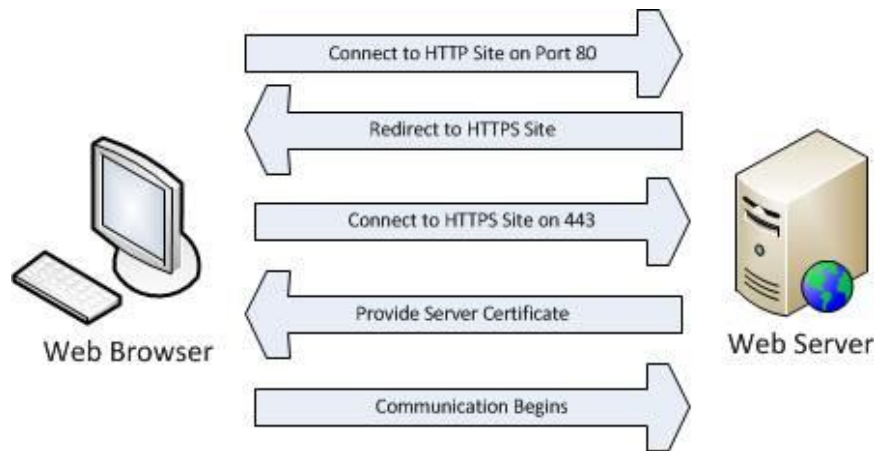 Connect to HTTP Site on Port 80
Redirect to HTTPS Site
Connect to HTTPS Site on 443
Provide Server Certificate
Web Browser
Web Server
Communication Begins